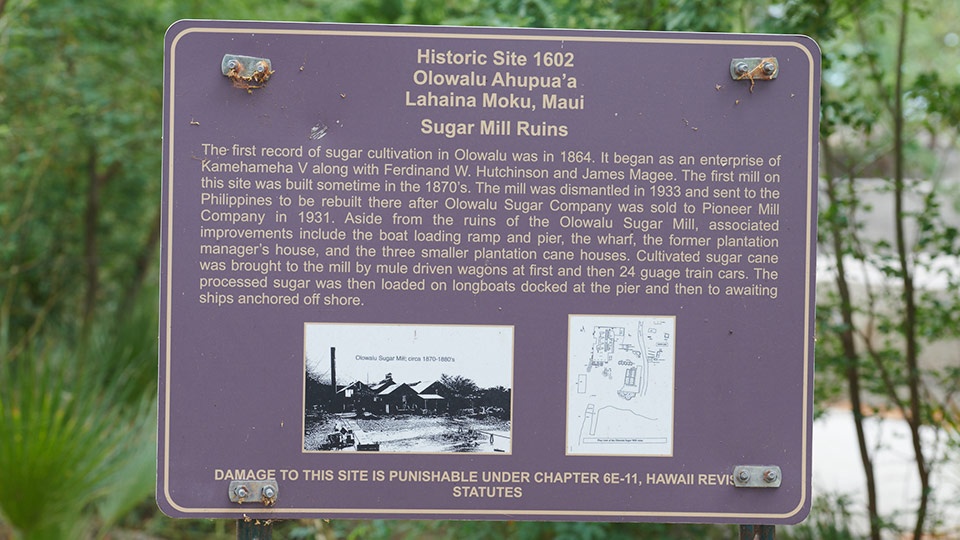 Historic Site 1602
Olowalu Ahupua'a
Lahaina Moku, Maui
Sugar Mill Ruins
The first record of sugar cultivation in Olowalu was in 1864. It began as an enterprise of
Kamehameha V along with Ferdinand W. Hutchinson and James Magee. The first mill on
this site was built sometime in the 1870's. The mill was dismantled in 1933 and sent to the
Philippines to be rebuilt there after Olowalu Sugar Company was sold to Pioneer Mill
Company in 1931. Aside from the ruins of the Olowalu Sugar Mill, associated
improvements include the boat loading ramp and pier, the wharf, the former plantation
manager's house, and the three smaller plantation cane houses. Cultivated sugar cane
was brought to the mill by mule driven wagons at first and then 24 guage train cars. The
processed sugar was then loaded on longboats docked at the pier and then to awaiting
ships anchored off shore.
Olowalu Sugar Mill; circa 1870-1880's
DAMAGE TO THIS SITE IS PUNISHABLE UNDER CHAPTER 6E-11, HAWAII REVIS
STATUTES